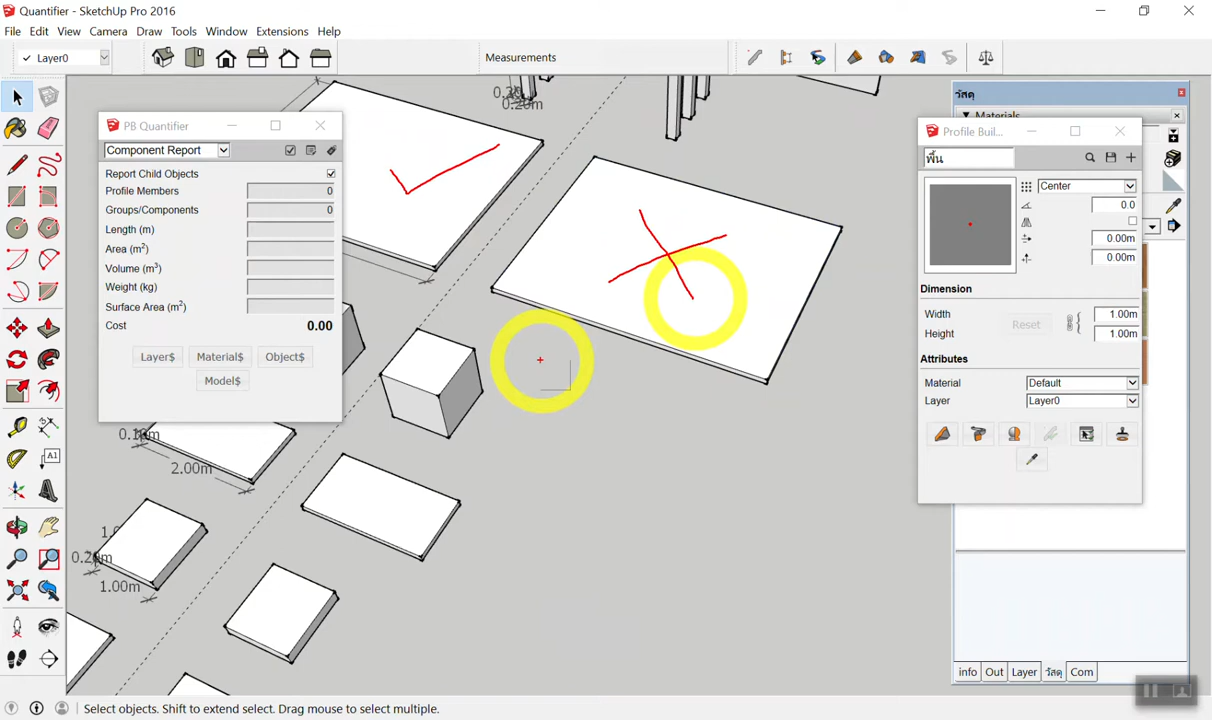 Quantifier - SketchUp Pro 2016
File Edit View Camera Draw Tools Window Extensions Help
Layer0
Measurements
วัสดุ
Materials
PB Quantifier
Component Report
Report Child Objects
Profile Members 0
Groups/Components 0
Length (m)
Area (m²)
Volume (m³)
Weight (kg)
Surface Area (m²)
Cost 0.00
Layer$ Material$ Object$
Model$
0.20m
2.00m
1.00m
Profile Buil...
พื้น
Center
0.0
0.00m
0.00m
Dimension
Width 1.00m
Reset
Height 1.00m
Attributes
Material Default
Layer Layer0
A1
info Out Layer วัสดุ Com
Select objects. Shift to extend select. Drag mouse to select multiple.